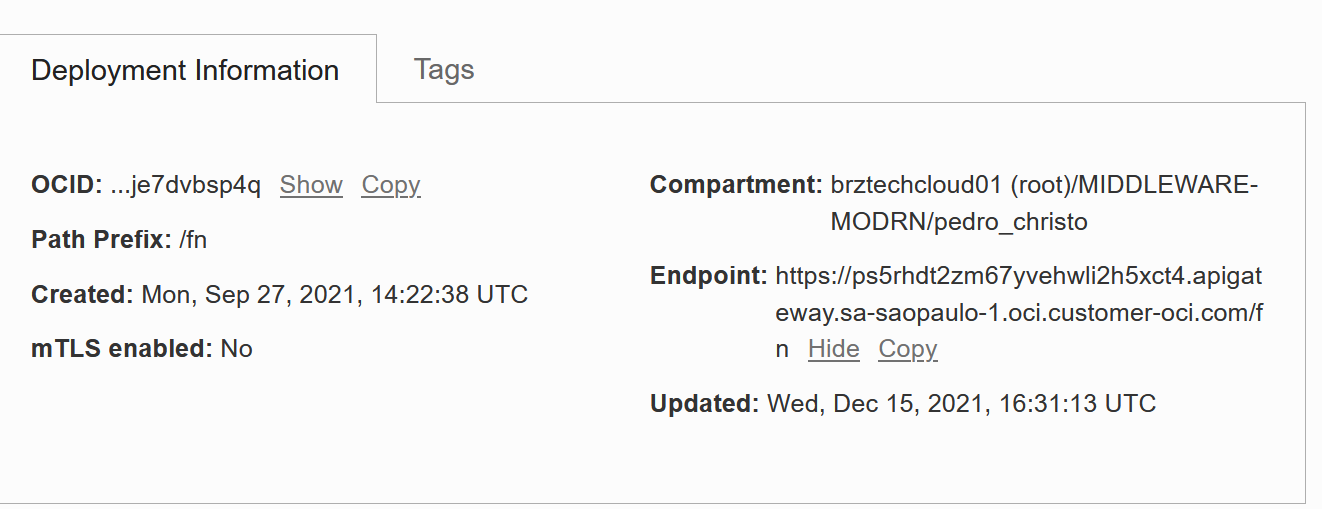 Deployment Information
Tags
OCID: ...je7dvbsp4q Show Copy
Path Prefix: /fn
Created: Mon, Sep 27, 2021, 14:22:38 UTC
mTLS enabled: No
Compartment: brztechcloud01 (root)/MIDDLEWARE-
MODRN/pedro_christo
Endpoint: https://ps5rhdt2zm67yvehwli2h5xct4.apigat
eway.sa-saopaulo-1.oci.customer-oci.com/f
n Hide Copy
Updated: Wed, Dec 15, 2021, 16:31:13 UTC